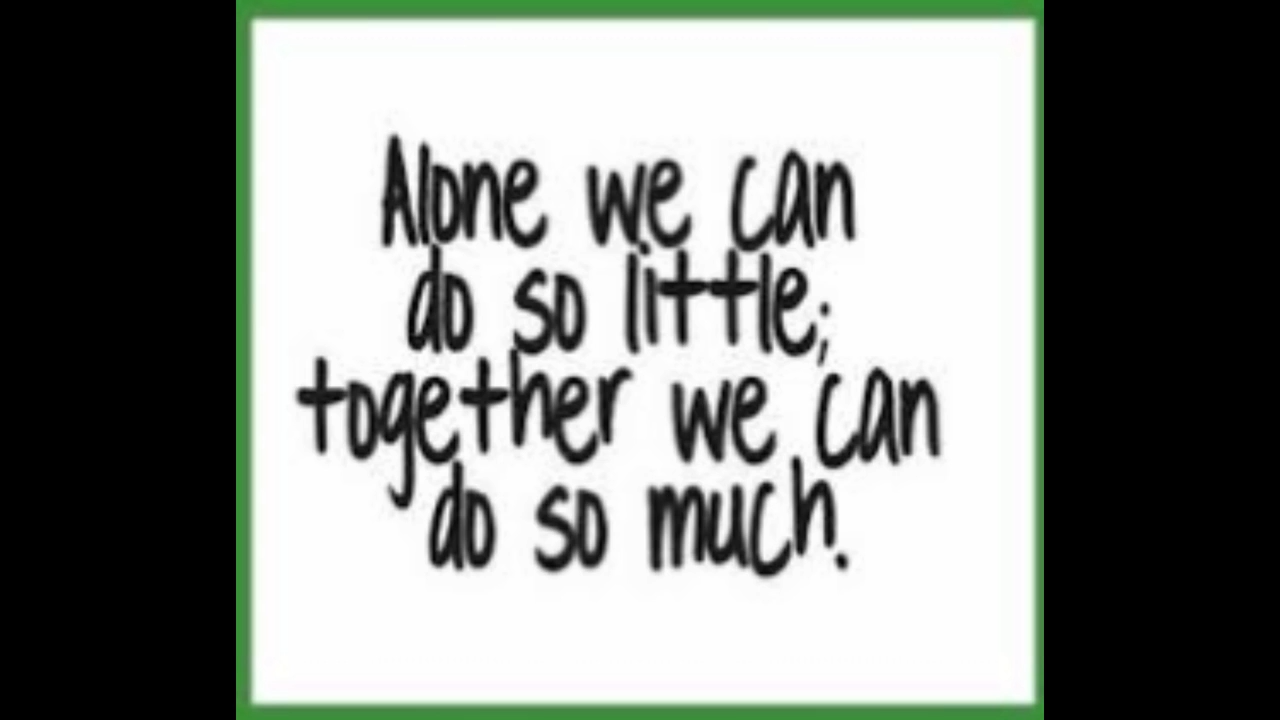 Alone we can
do so little;
together we can
do so much.